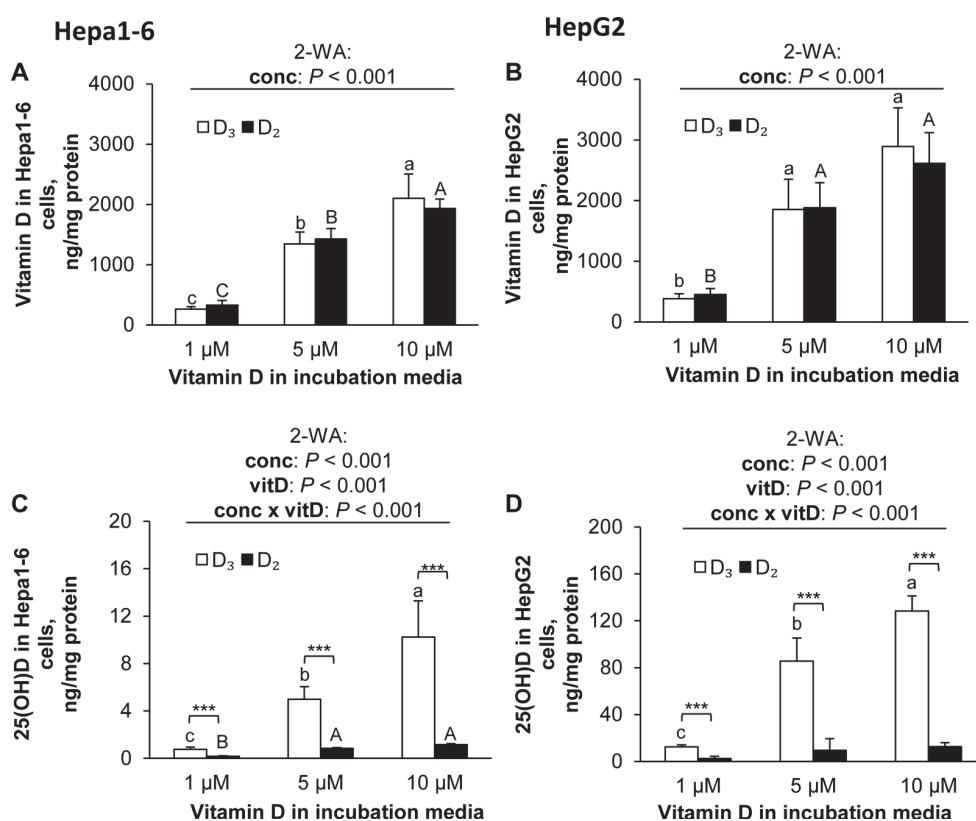 Hepa1-6
A
2-WA:
conc: P < 0.001
Vitamin D in Hepa1-6
cells,
ng/mg protein
4000
3000
2000
1000
0
D₃ D₂
c C b B a A
1 µM 5 µM 10 µM
Vitamin D in incubation media
HepG2
B
2-WA:
conc: P < 0.001
Vitamin D in HepG2
cells,
ng/mg protein
4000
3000
2000
1000
0
D₃ D₂
b B a A a A
1 µM 5 µM 10 µM
Vitamin D in incubation media
C
2-WA:
conc: P < 0.001
vitD: P < 0.001
conc x vitD: P < 0.001
25(OH)D in Hepa1-6
cells,
ng/mg protein
20
16
12
8
4
0
D₃ D₂
*** *** ***
c B b A a A
1 µM 5 µM 10 µM
Vitamin D in incubation media
D
2-WA:
conc: P < 0.001
vitD: P < 0.001
conc x vitD: P < 0.001
25(OH)D in HepG2
cells,
ng/mg protein
200
160
120
80
40
0
D₃ D₂
*** *** ***
c b a
1 µM 5 µM 10 µM
Vitamin D in incubation media